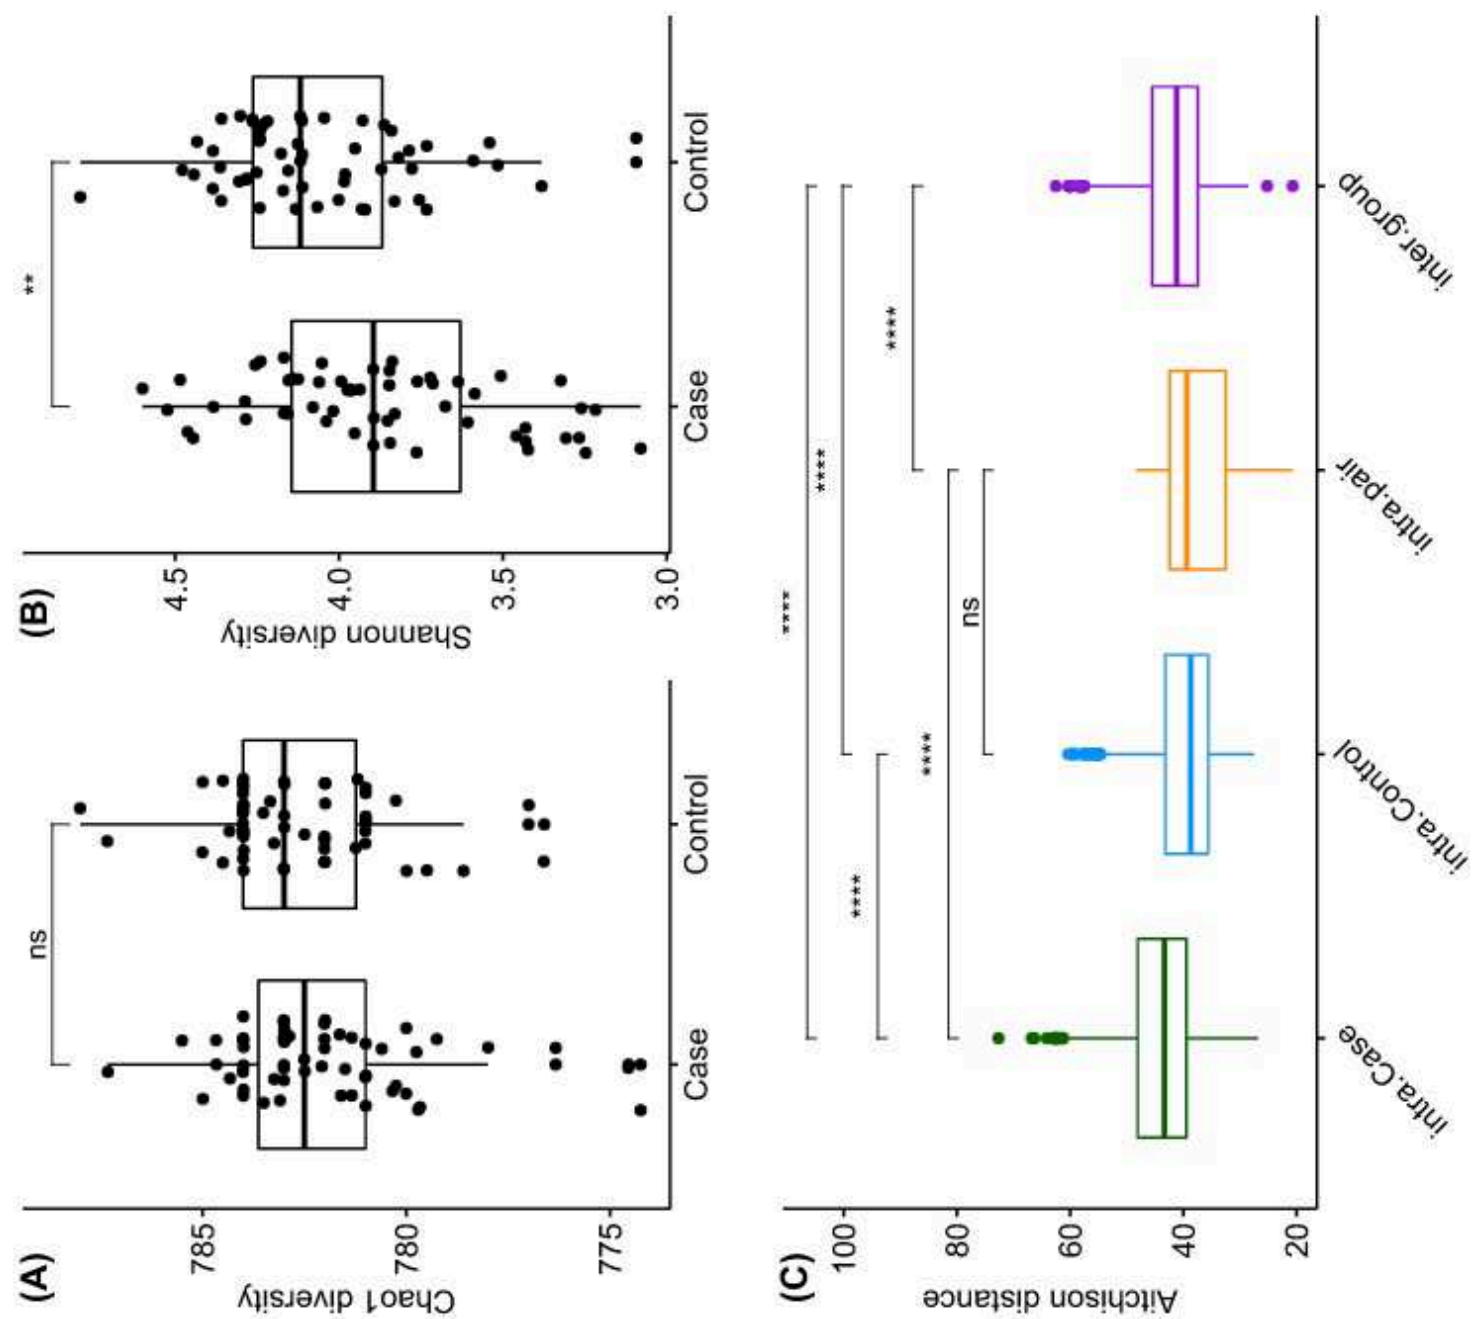 (A)
Chao1 diversity
785
780
775
ns
Case
Control
(B)
Shannon diversity
4.5
4.0
3.5
3.0
**
Case
Control
(C)
Aitchison distance
100
80
60
40
20
****
****
****
****
****
ns
intra.Case
intra.Control
intra.pair
inter.group